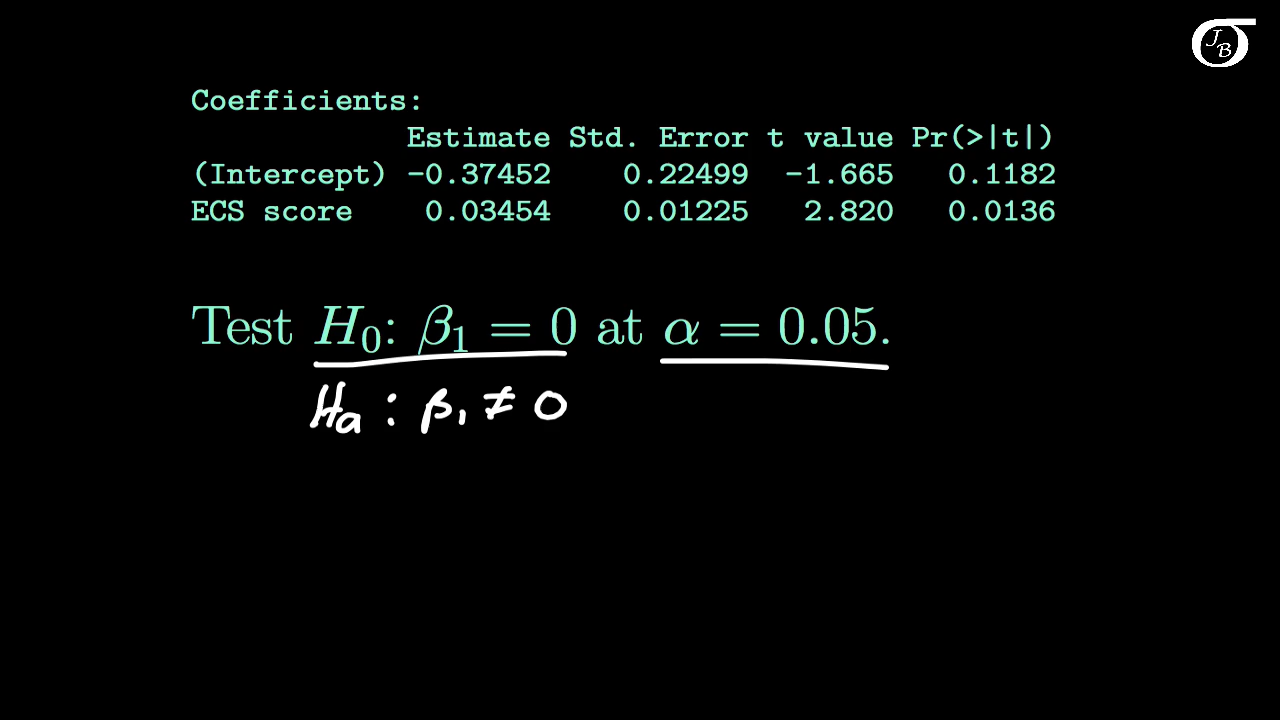 JB
Coefficients:
Estimate Std. Error t value Pr(>|t|)
(Intercept) -0.37452 0.22499 -1.665 0.1182
ECS score 0.03454 0.01225 2.820 0.0136
Test H₀: β₁ = 0 at α = 0.05.
Hₐ : β₁ ≠ 0